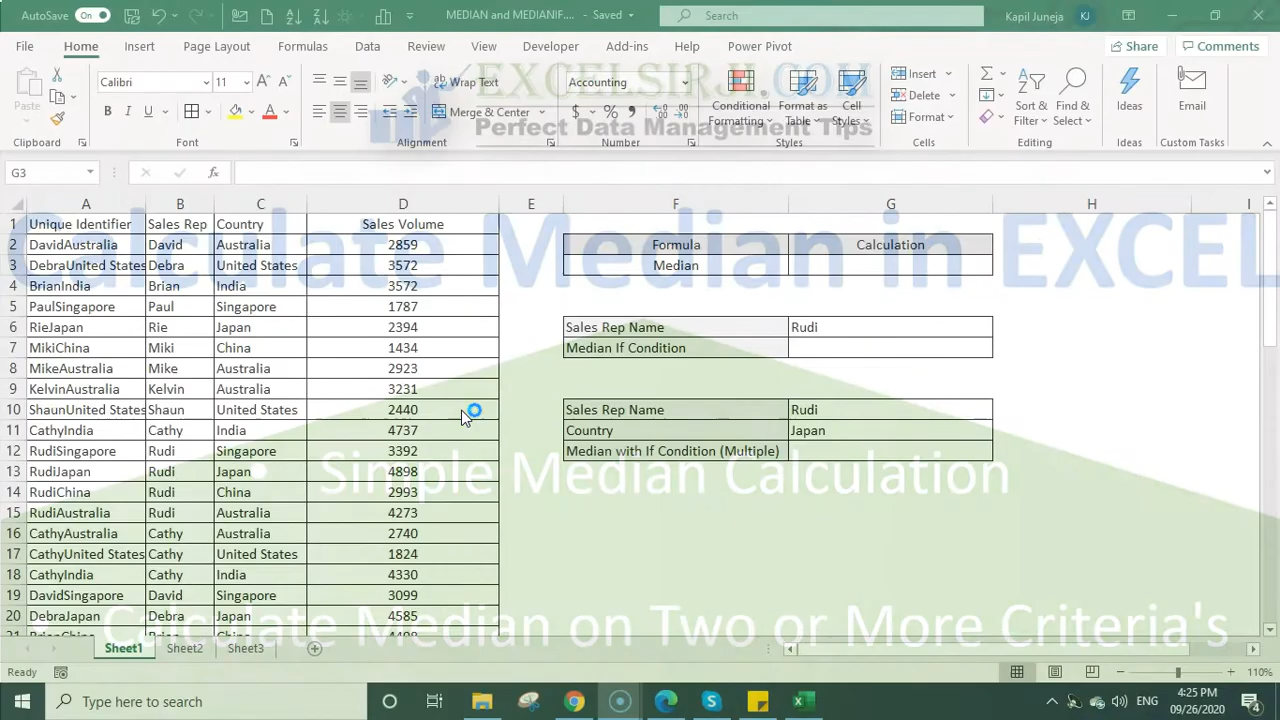 AutoSave On MEDIAN and MEDIANIF.... - Saved Search Kapil Juneja KJ
File Home Insert Page Layout Formulas Data Review View Developer Add-ins Help Power Pivot Share Comments
EXCELSIRJI.COM
Perfect Data Management Tips
Paste Calibri 11 Wrap Text Merge & Center Accounting Conditional Formatting Format as Table Cell Styles Insert Delete Format Sort & Filter Find & Select Ideas Email
Clipboard Font Alignment Number Styles Cells Editing Ideas Custom Tasks
G3 fx
A B C D E F G H I
Calculate Median in EXCEL
1 Unique Identifier Sales Rep Country Sales Volume
2 DavidAustralia David Australia 2859 Formula Calculation
3 DebraUnited States Debra United States 3572 Median
4 BrianIndia Brian India 3572
5 PaulSingapore Paul Singapore 1787
6 RieJapan Rie Japan 2394 Sales Rep Name Rudi
7 MikiChina Miki China 1434 Median If Condition
8 MikeAustralia Mike Australia 2923
9 KelvinAustralia Kelvin Australia 3231
10 ShaunUnited States Shaun United States 2440 Sales Rep Name Rudi
11 CathyIndia Cathy India 4737 Country Japan
12 RudiSingapore Rudi Singapore 3392 Median with If Condition (Multiple)
13 RudiJapan Rudi Japan 4898
• Simple Median Calculation
14 RudiChina Rudi China 2993
15 RudiAustralia Rudi Australia 4273
16 CathyAustralia Cathy Australia 2740
17 CathyUnited States Cathy United States 1824
18 CathyIndia Cathy India 4330
19 DavidSingapore David Singapore 3099
20 DebraJapan Debra Japan 4585
• Calculate Median on Two or More Criteria's
21 BrianChina Brian China 4498
Sheet1 Sheet2 Sheet3
Ready 110%
Type here to search ENG 4:25 PM 09/26/2020 4